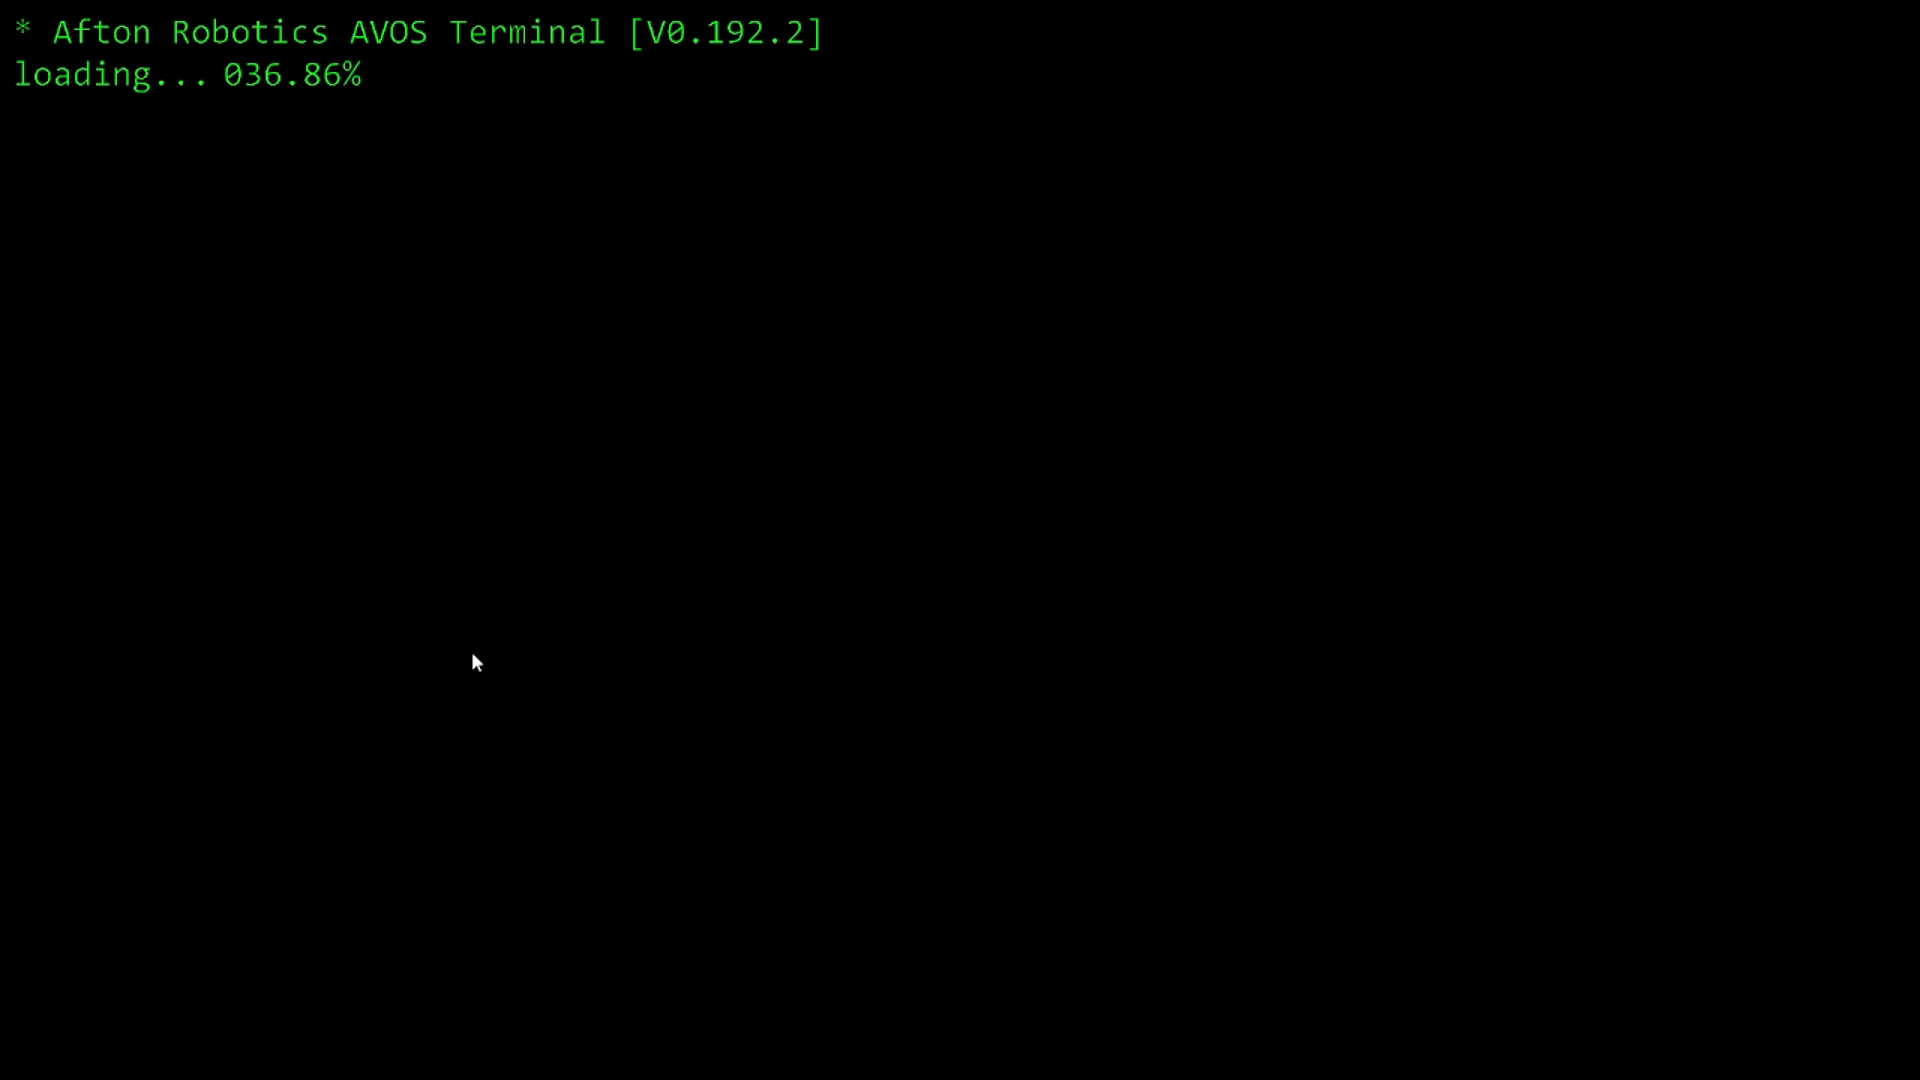 * Afton Robotics AVOS Terminal [V0.192.2]
loading... 036.86%